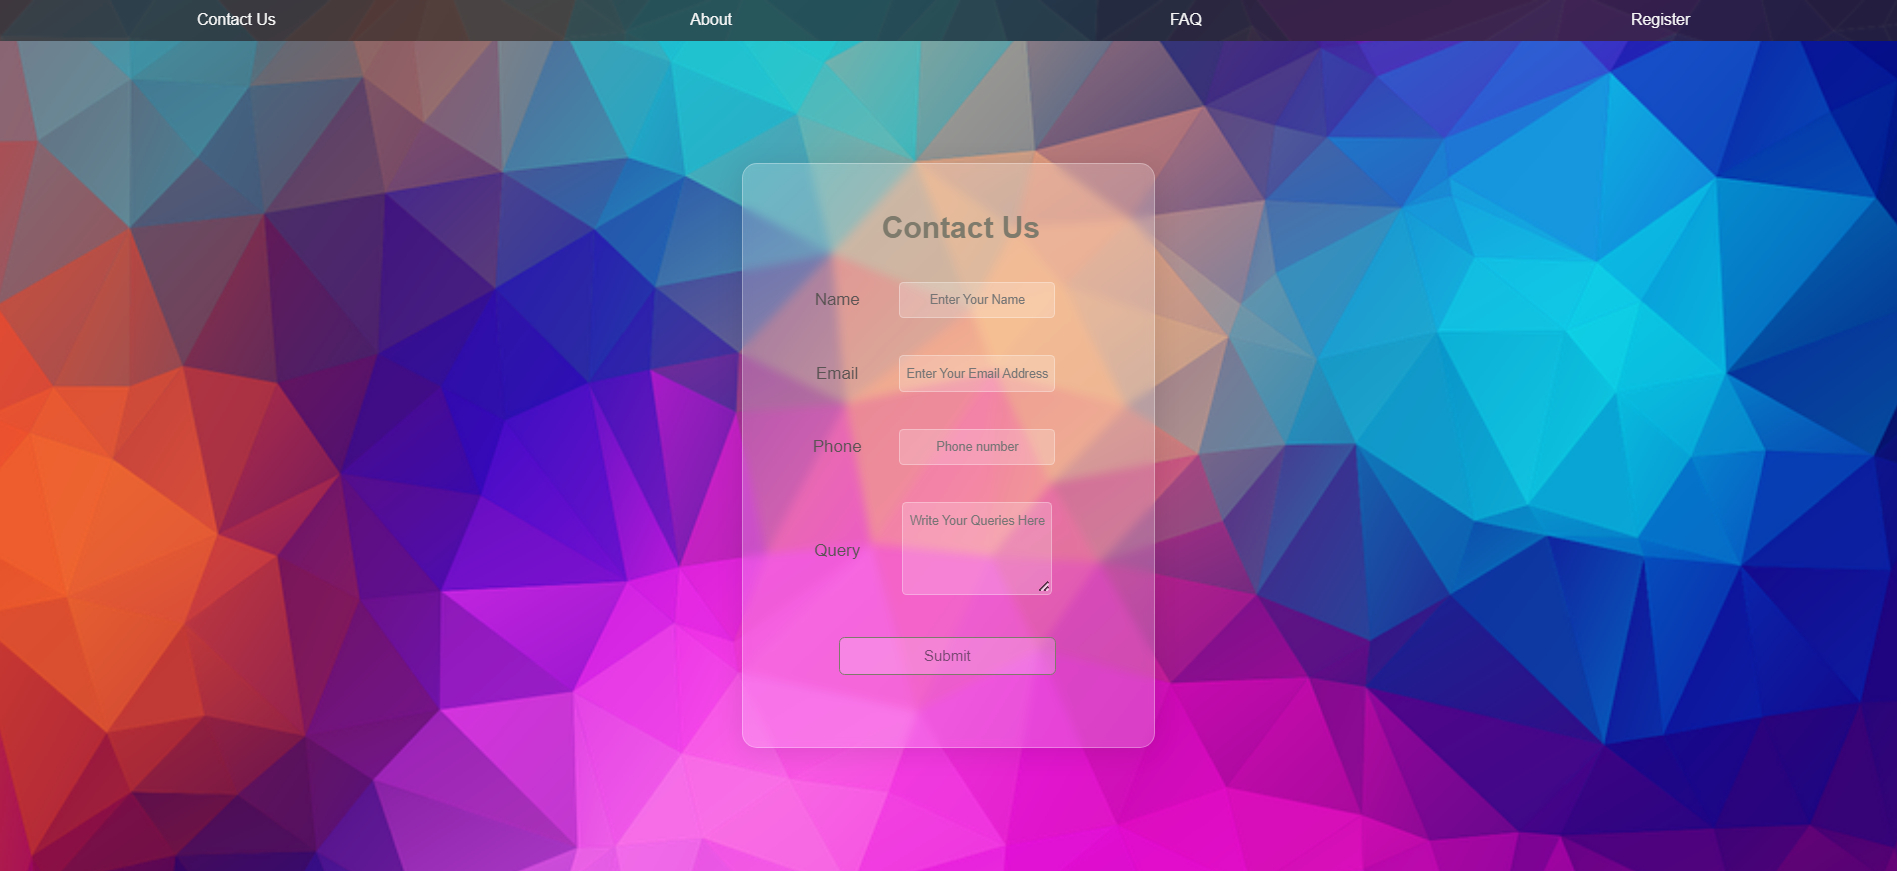 Contact Us About FAQ Register
Contact Us
Name Enter Your Name
Email Enter Your Email Address
Phone Phone number
Write Your Queries Here
Query
Submit